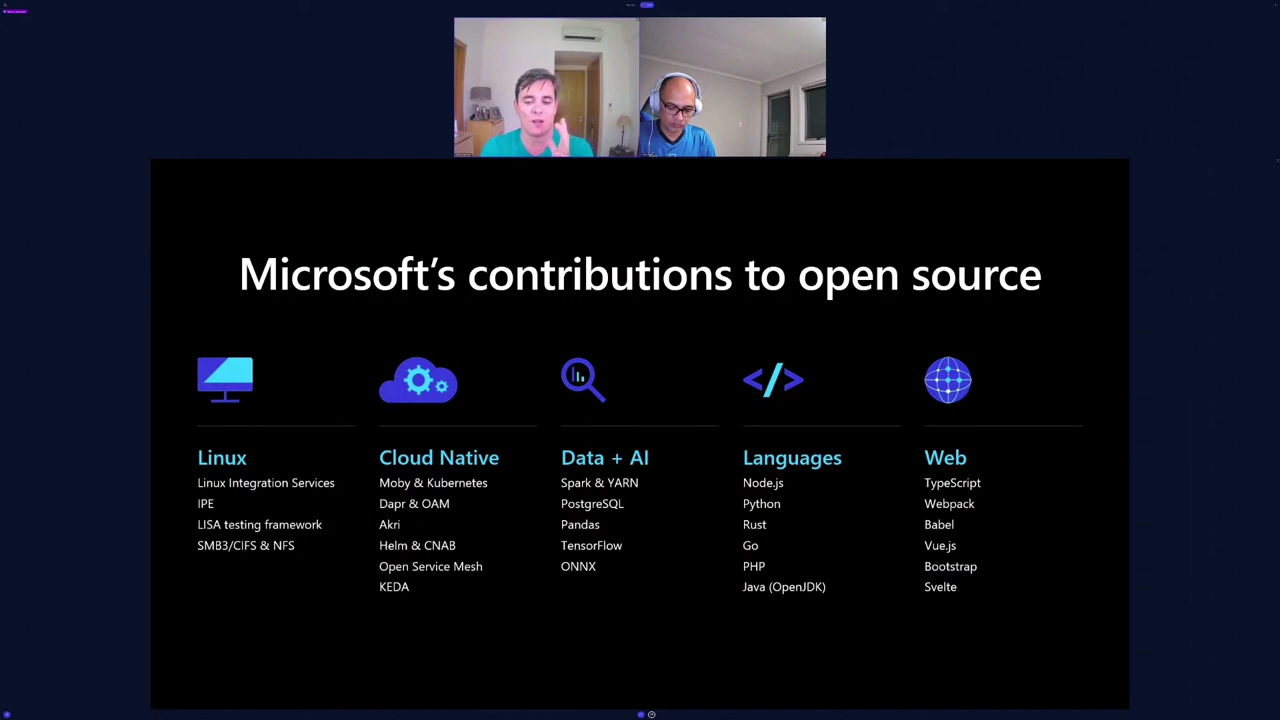 Microsoft's contributions to open source
Linux
Linux Integration Services
IPE
LISA testing framework
SMB3/CIFS & NFS
Cloud Native
Moby & Kubernetes
Dapr & OAM
Akri
Helm & CNAB
Open Service Mesh
KEDA
Data + AI
Spark & YARN
PostgreSQL
Pandas
TensorFlow
ONNX
Languages
Node.js
Python
Rust
Go
PHP
Java (OpenJDK)
Web
TypeScript
Webpack
Babel
Vue.js
Bootstrap
Svelte